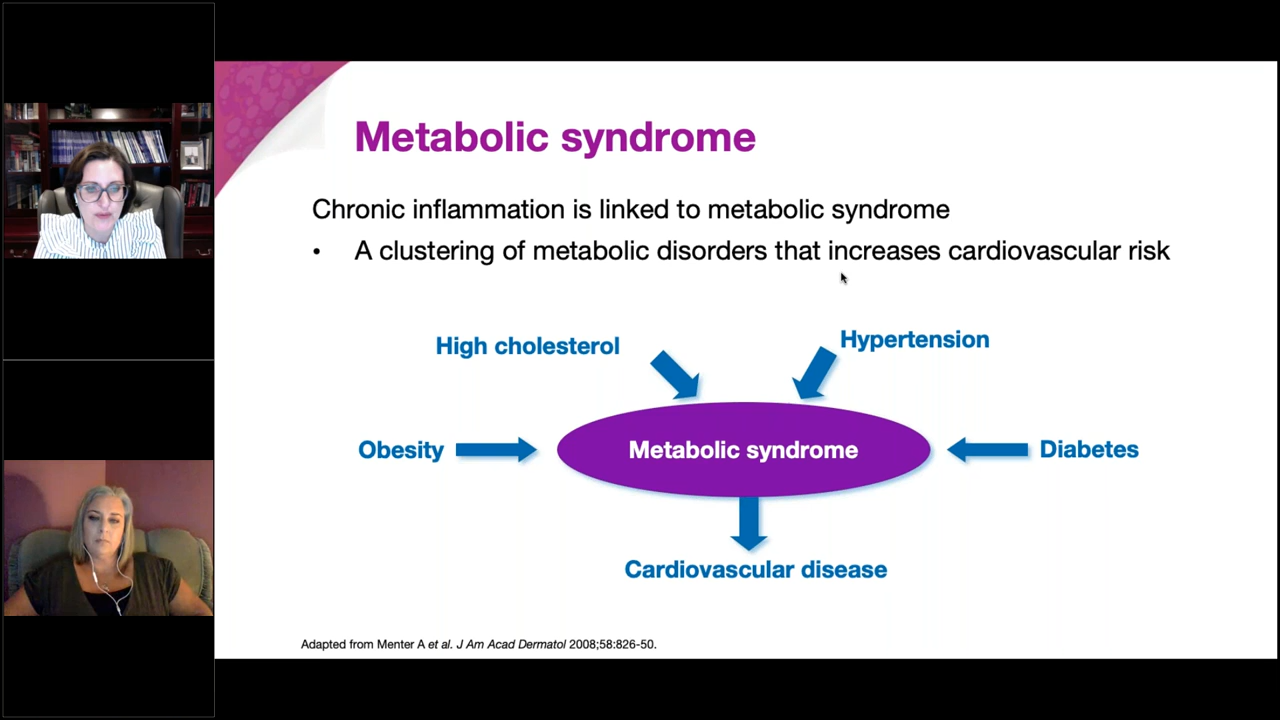 Metabolic syndrome
Chronic inflammation is linked to metabolic syndrome
• A clustering of metabolic disorders that increases cardiovascular risk
High cholesterol
Hypertension
Obesity
Metabolic syndrome
Diabetes
Cardiovascular disease
Adapted from Menter A et al. J Am Acad Dermatol 2008;58:826-50.